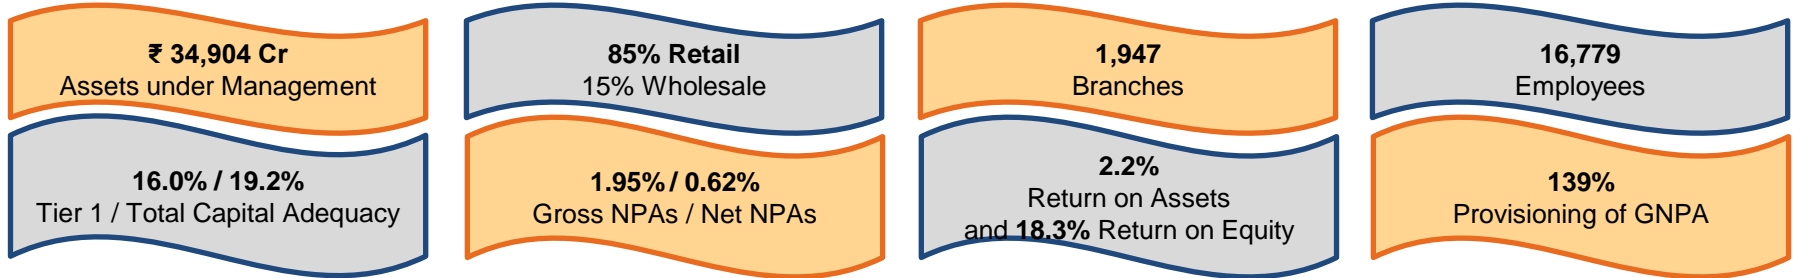 ₹ 34,904 Cr
Assets under Management
85% Retail
15% Wholesale
1,947
Branches
16,779
Employees
16.0% / 19.2%
Tier 1 / Total Capital Adequacy
1.95% / 0.62%
Gross NPAs / Net NPAs
2.2%
Return on Assets
and 18.3% Return on Equity
139%
Provisioning of GNPA